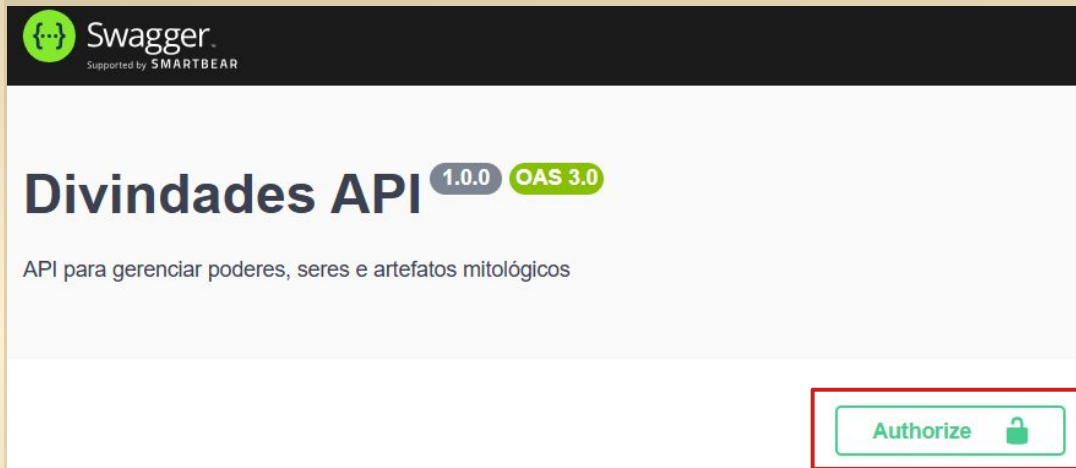 {...} Swagger.
Supported by SMARTBEAR
Divindades API 1.0.0 OAS 3.0
API para gerenciar poderes, seres e artefatos mitológicos
Authorize